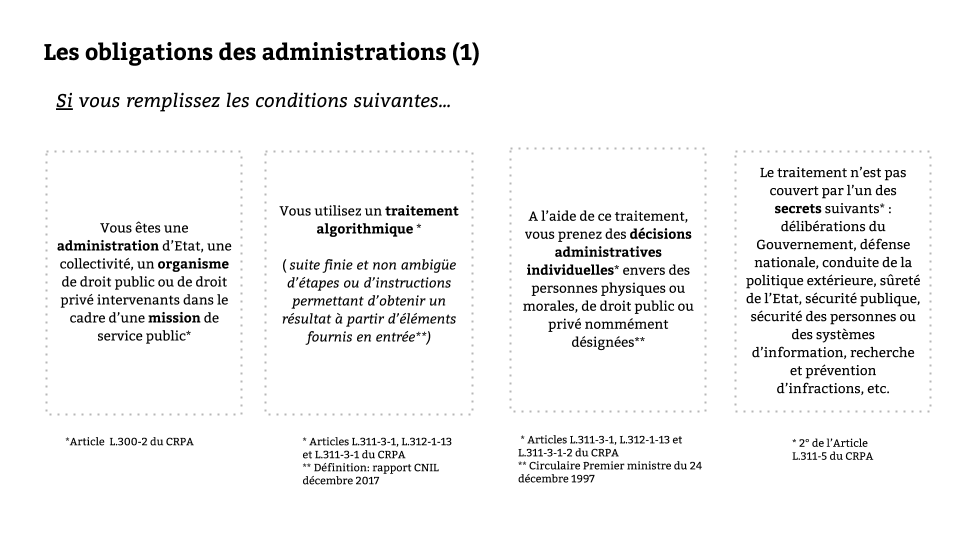 Les obligations des administrations (1)
Si vous remplissez les conditions suivantes...
Vous êtes une
administration d'Etat, une
collectivité, un organisme
de droit public ou de droit
privé intervenants dans le
cadre d'une mission de
service public*
*Article L.300-2 du CRPA
Vous utilisez un traitement
algorithmique *
( suite finie et non ambigüe
d'étapes ou d'instructions
permettant d'obtenir un
résultat à partir d'éléments
fournis en entrée**)
* Articles L.311-3-1, L.312-1-13
et L.311-3-1 du CRPA
** Définition: rapport CNIL
décembre 2017
A l'aide de ce traitement,
vous prenez des décisions
administratives
individuelles* envers des
personnes physiques ou
morales, de droit public ou
privé nommément
désignées**
* Articles L.311-3-1, L.312-1-13 et
L.311-3-1-2 du CRPA
** Circulaire Premier ministre du 24
décembre 1997
Le traitement n'est pas
couvert par l'un des
secrets suivants* :
délibérations du
Gouvernement, défense
nationale, conduite de la
politique extérieure, sûreté
de l'Etat, sécurité publique,
sécurité des personnes ou
des systèmes
d'information, recherche
et prévention
d'infractions, etc.
* 2° de l'Article
L.311-5 du CRPA